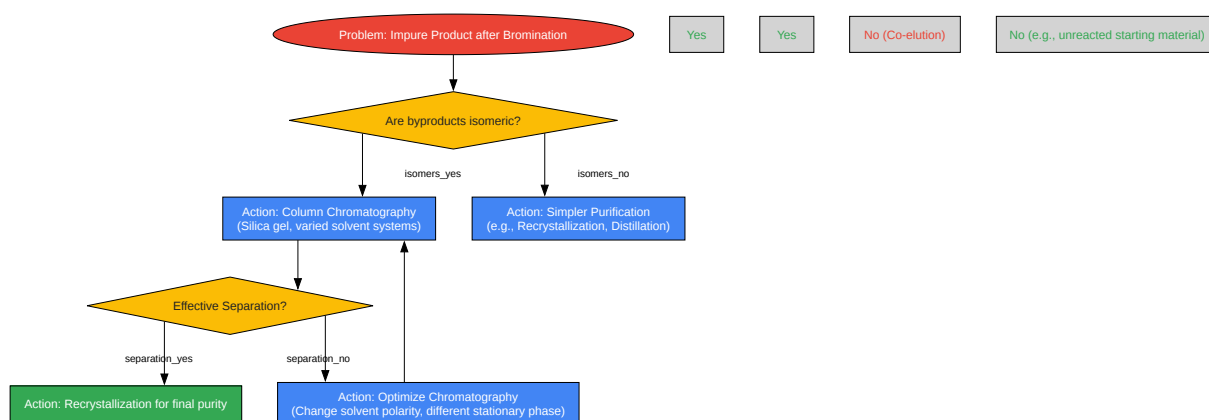 Problem: Impure Product after Bromination
Yes
Yes
No (Co-elution)
No (e.g., unreacted starting material)
Are byproducts isomeric?
isomers_yes
isomers_no
Action: Column Chromatography
(Silica gel, varied solvent systems)
Action: Simpler Purification
(e.g., Recrystallization, Distillation)
Effective Separation?
separation_yes
separation_no
Action: Recrystallization for final purity
Action: Optimize Chromatography
(Change solvent polarity, different stationary phase)